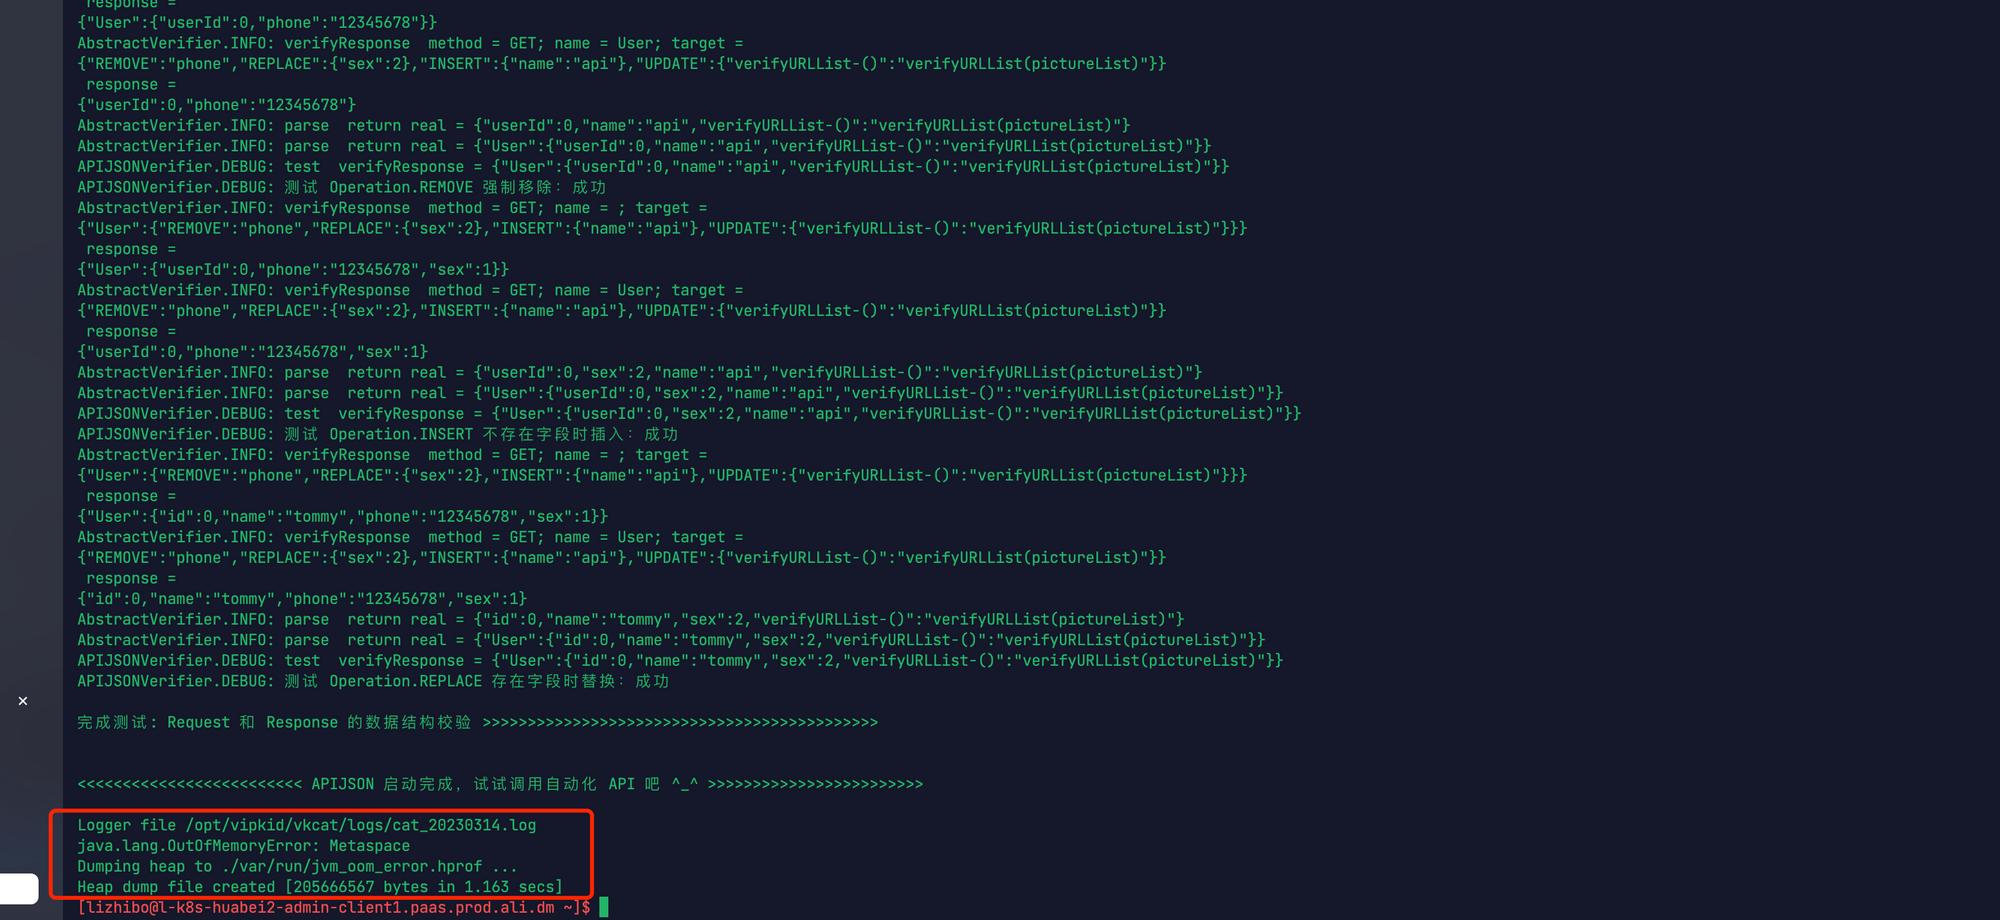 response =
{"User":{"userId":0,"phone":"12345678"}}
AbstractVerifier.INFO: verifyResponse  method = GET; name = User; target =
{"REMOVE":"phone","REPLACE":{"sex":2},"INSERT":{"name":"api"},"UPDATE":{"verifyURLList-()":"verifyURLList(pictureList)"}}
response =
{"userId":0,"phone":"12345678"}
AbstractVerifier.INFO: parse  return real = {"userId":0,"name":"api","verifyURLList-()":"verifyURLList(pictureList)"}
AbstractVerifier.INFO: parse  return real = {"User":{"userId":0,"name":"api","verifyURLList-()":"verifyURLList(pictureList)"}}
APIJSONVerifier.DEBUG: test  verifyResponse = {"User":{"userId":0,"name":"api","verifyURLList-()":"verifyURLList(pictureList)"}}
APIJSONVerifier.DEBUG: 测试 Operation.REMOVE 强制移除：成功
AbstractVerifier.INFO: verifyResponse  method = GET; name = ; target =
{"User":{"REMOVE":"phone","REPLACE":{"sex":2},"INSERT":{"name":"api"},"UPDATE":{"verifyURLList-()":"verifyURLList(pictureList)"}}}
response =
{"User":{"userId":0,"phone":"12345678","sex":1}}
AbstractVerifier.INFO: verifyResponse  method = GET; name = User; target =
{"REMOVE":"phone","REPLACE":{"sex":2},"INSERT":{"name":"api"},"UPDATE":{"verifyURLList-()":"verifyURLList(pictureList)"}}
response =
{"userId":0,"phone":"12345678","sex":1}
AbstractVerifier.INFO: parse  return real = {"userId":0,"sex":2,"name":"api","verifyURLList-()":"verifyURLList(pictureList)"}
AbstractVerifier.INFO: parse  return real = {"User":{"userId":0,"sex":2,"name":"api","verifyURLList-()":"verifyURLList(pictureList)"}}
APIJSONVerifier.DEBUG: test  verifyResponse = {"User":{"userId":0,"sex":2,"name":"api","verifyURLList-()":"verifyURLList(pictureList)"}}
APIJSONVerifier.DEBUG: 测试 Operation.INSERT 不存在字段时插入：成功
AbstractVerifier.INFO: verifyResponse  method = GET; name = ; target =
{"User":{"REMOVE":"phone","REPLACE":{"sex":2},"INSERT":{"name":"api"},"UPDATE":{"verifyURLList-()":"verifyURLList(pictureList)"}}}
response =
{"User":{"id":0,"name":"tommy","phone":"12345678","sex":1}}
AbstractVerifier.INFO: verifyResponse  method = GET; name = User; target =
{"REMOVE":"phone","REPLACE":{"sex":2},"INSERT":{"name":"api"},"UPDATE":{"verifyURLList-()":"verifyURLList(pictureList)"}}
response =
{"id":0,"name":"tommy","phone":"12345678","sex":1}
AbstractVerifier.INFO: parse  return real = {"id":0,"name":"tommy","sex":2,"verifyURLList-()":"verifyURLList(pictureList)"}
AbstractVerifier.INFO: parse  return real = {"User":{"id":0,"name":"tommy","sex":2,"verifyURLList-()":"verifyURLList(pictureList)"}}
APIJSONVerifier.DEBUG: test  verifyResponse = {"User":{"id":0,"name":"tommy","sex":2,"verifyURLList-()":"verifyURLList(pictureList)"}}
APIJSONVerifier.DEBUG: 测试 Operation.REPLACE 存在字段时替换：成功
完成测试：Request 和 Response 的数据结构校验 >>>>>>>>>>>>>>>>>>>>>>>>>>>>>>>>>>>>>>>>>>>>
<<<<<<<<<<<<<<<<<<<<<<<<< APIJSON 启动完成，试试调用自动化 API 吧 ^_^ >>>>>>>>>>>>>>>>>>>>>>>>
Logger file /opt/vipkid/vkcat/logs/cat_20230314.log
java.lang.OutOfMemoryError: Metaspace
Dumping heap to ./var/run/jvm_oom_error.hprof ...
Heap dump file created [205666567 bytes in 1.163 secs]
[lizhibo@l-k8s-huabei2-admin-client1.paas.prod.ali.dm ~]$